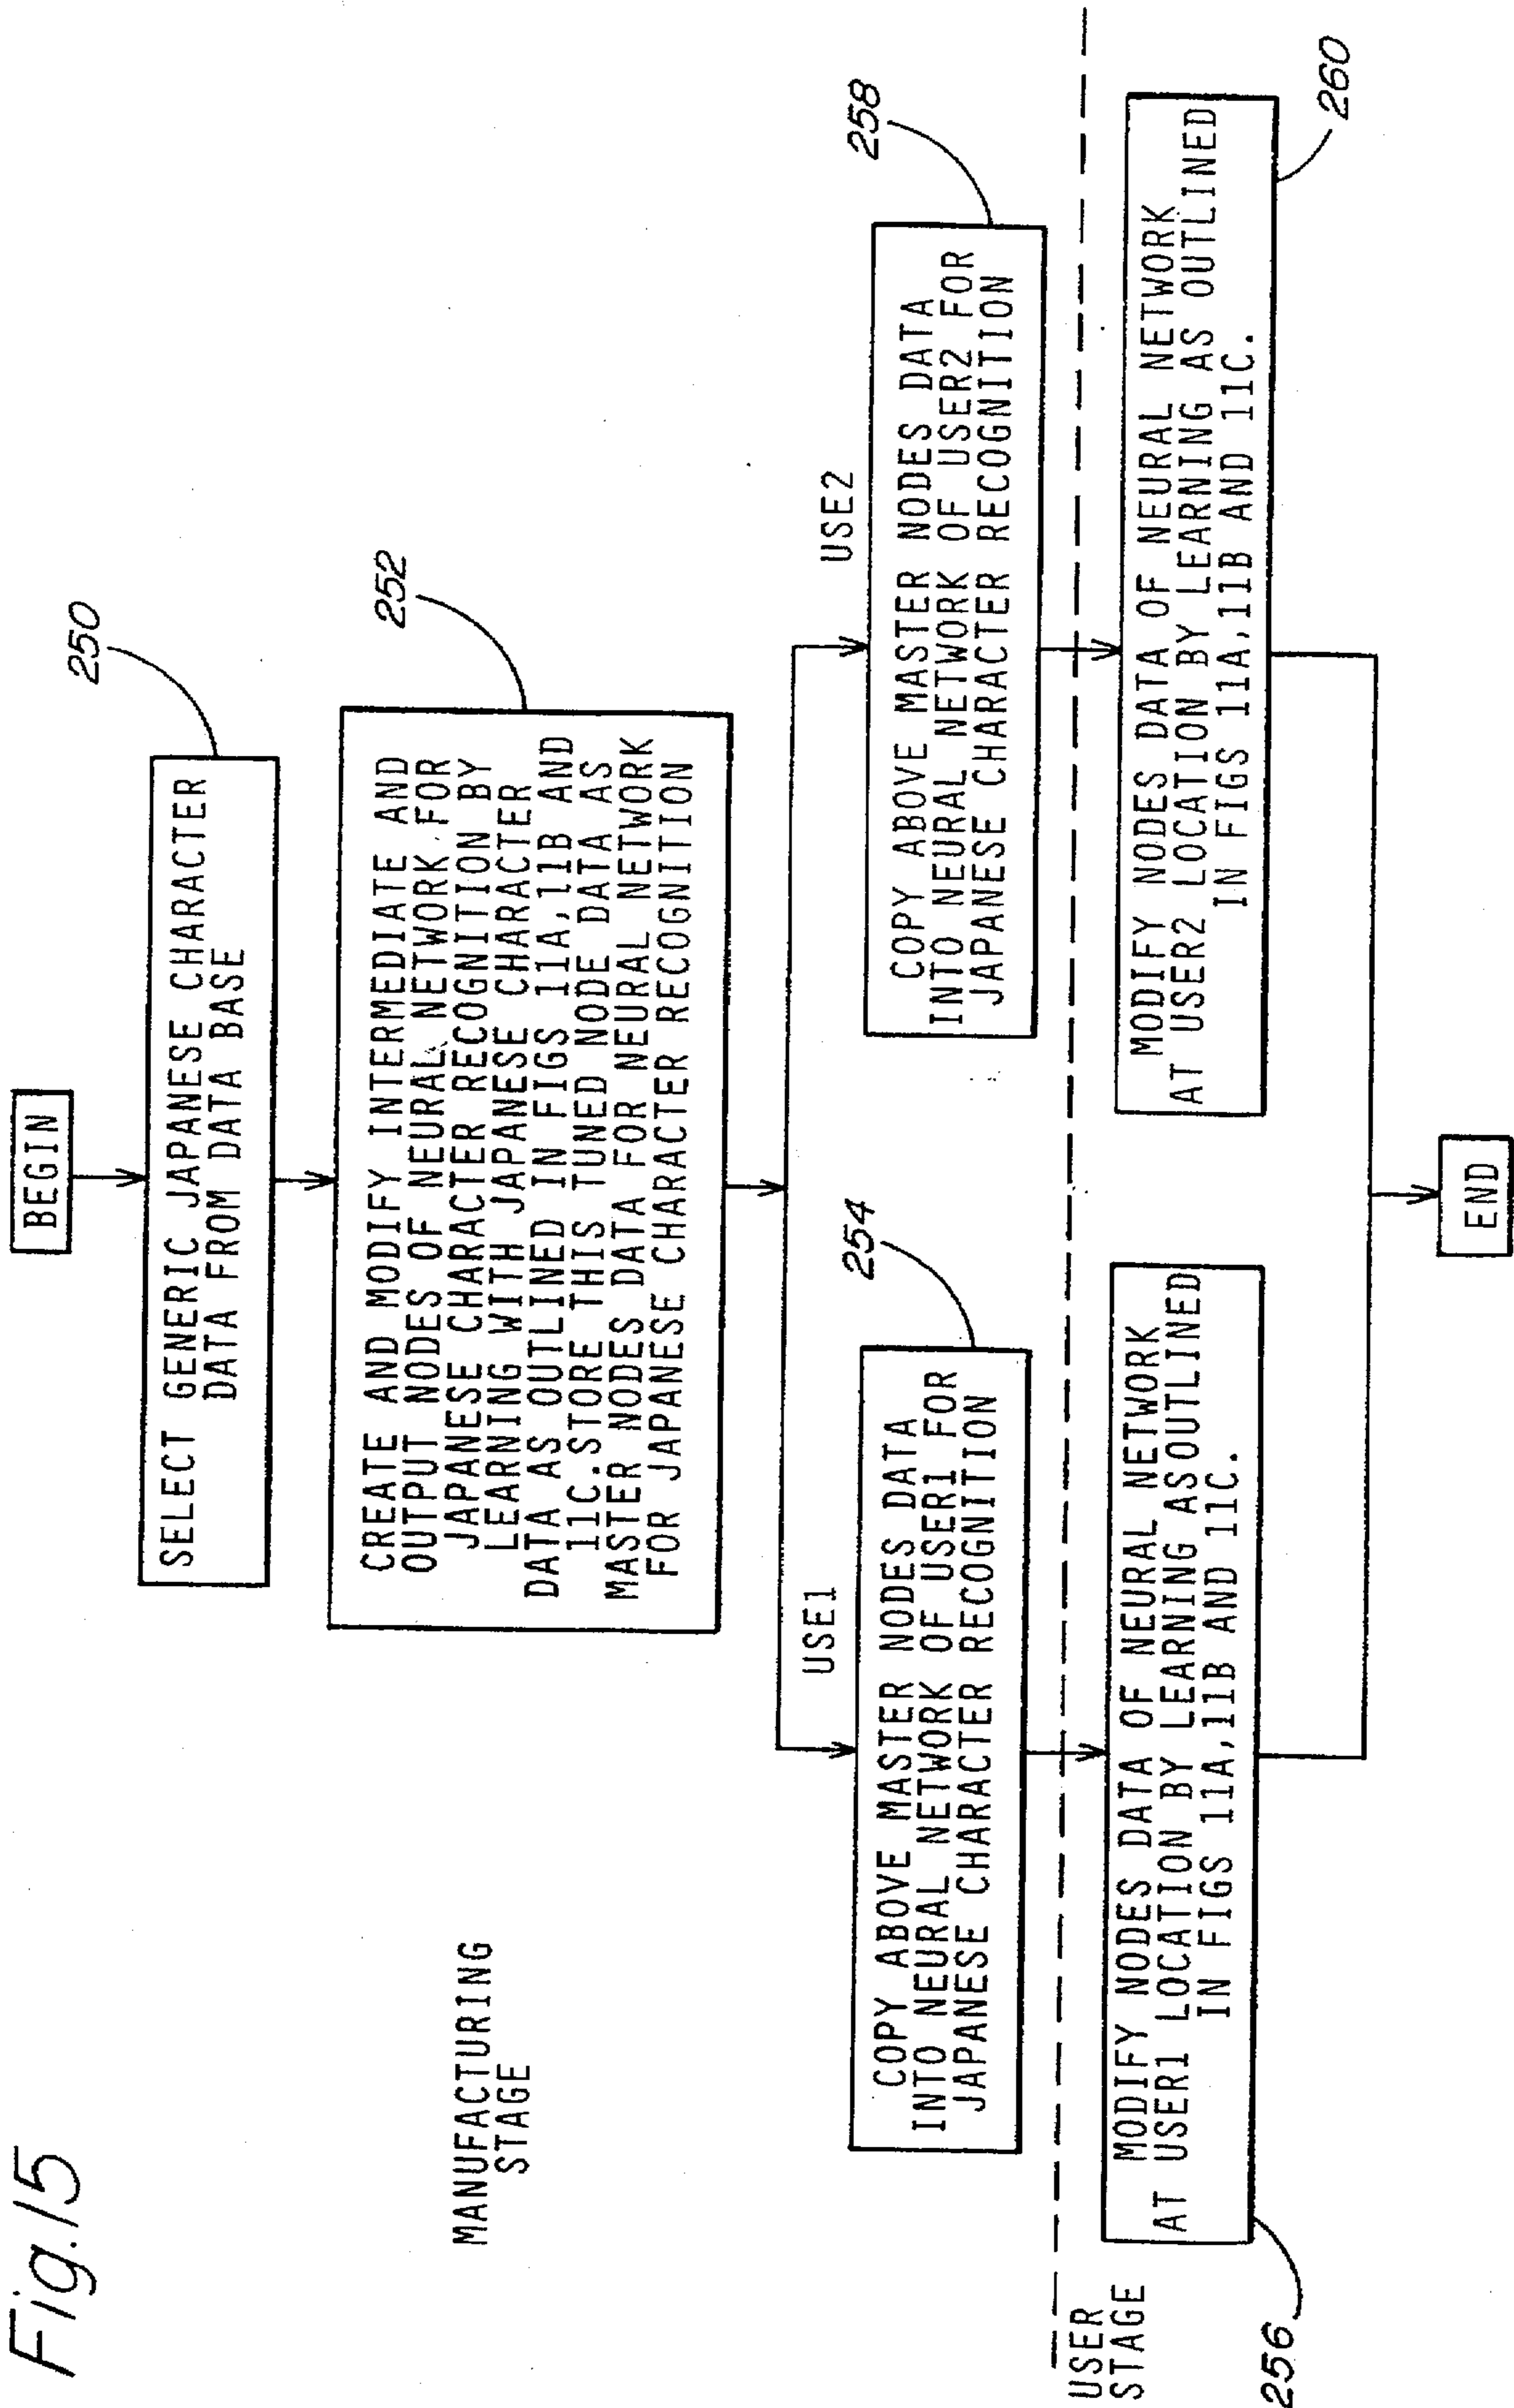 Fig. 15
BEGIN
250
SELECT GENERIC JAPANESE CHARACTER
DATA FROM DATA BASE
252
CREATE AND MODIFY INTERMEDIATE AND
OUTPUT NODES OF NEURAL NETWORK FOR
JAPANESE CHARACTER RECOGNITION BY
LEARNING WITH JAPANESE CHARACTER
DATA AS OUTLINED IN FIGS 11A,11B AND
11C.STORE THIS TUNED NODE DATA AS
MASTER NODES DATA FOR NEURAL NETWORK
FOR JAPANESE CHARACTER RECOGNITION
MANUFACTURING
STAGE
USE1
254
COPY ABOVE MASTER NODES DATA
INTO NEURAL NETWORK OF USER1 FOR
JAPANESE CHARACTER RECOGNITION
USE2
258
COPY ABOVE MASTER NODES DATA
INTO NEURAL NETWORK OF USER2 FOR
JAPANESE CHARACTER RECOGNITION
USER
STAGE
MODIFY NODES DATA OF NEURAL NETWORK
AT USER1 LOCATION BY LEARNING ASOUTLINED
IN FIGS 11A,11B AND 11C.
256
MODIFY NODES DATA OF NEURAL NETWORK
AT USER2 LOCATION BY LEARNING AS OUTLINED
IN FIGS 11A,11B AND 11C.
260
END